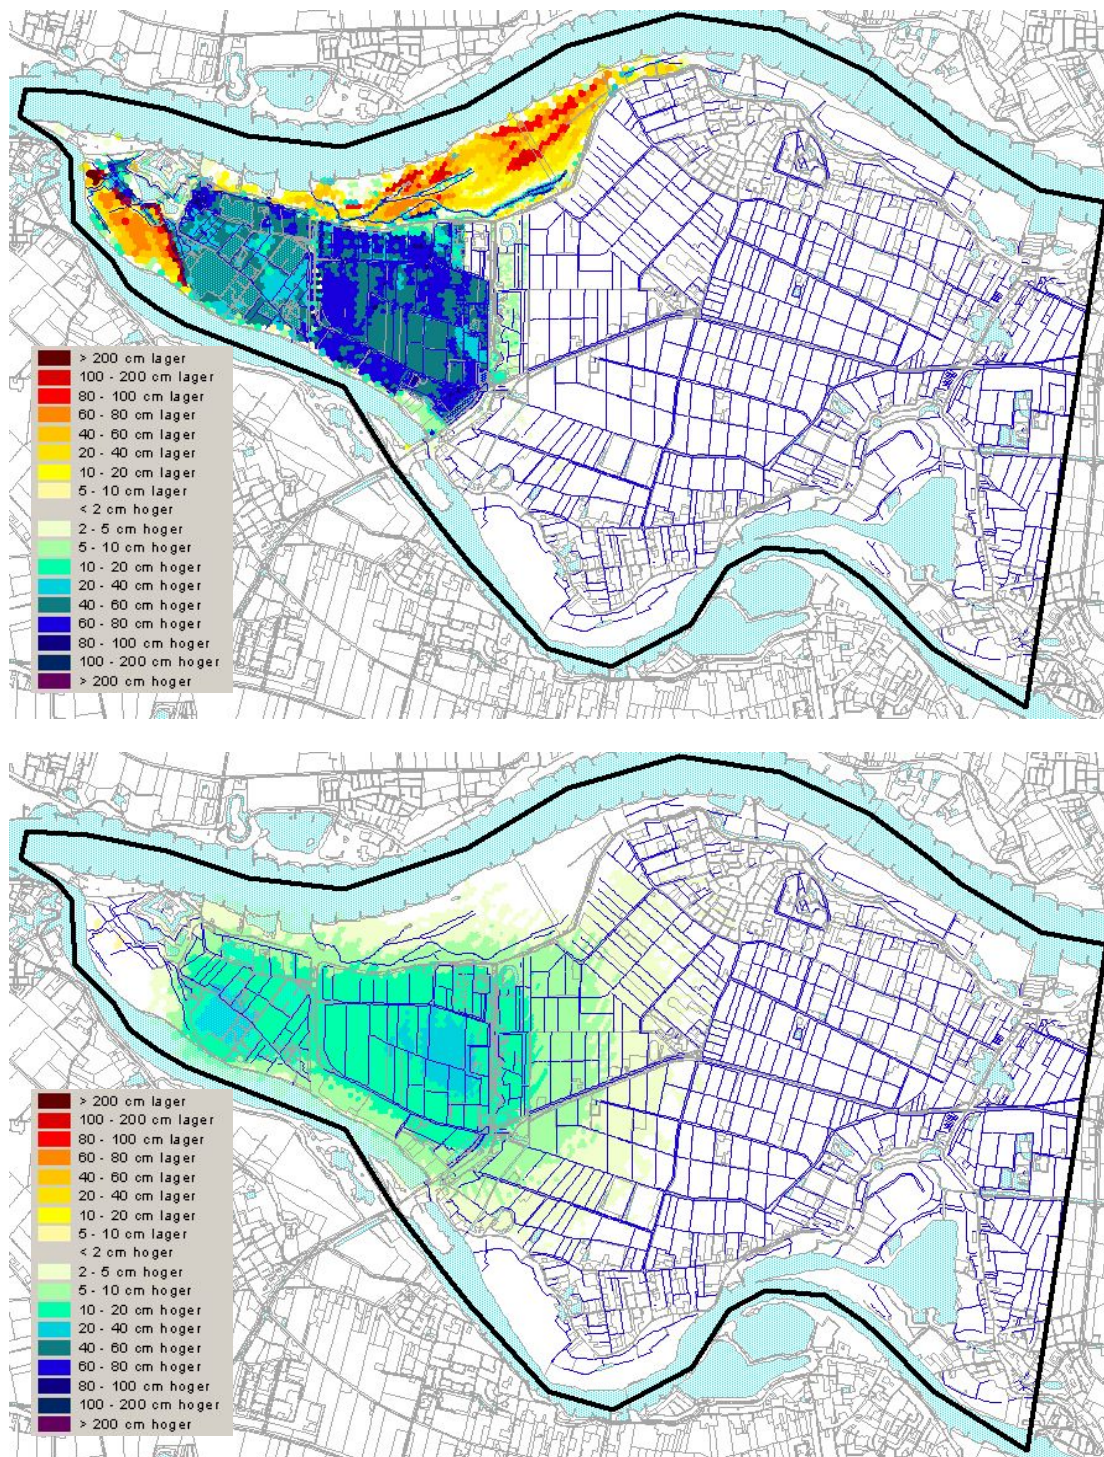 > 200 cm lager
100 - 200 cm lager
80 - 100 cm lager
60 - 80 cm lager
40 - 60 cm lager
20 - 40 cm lager
10 - 20 cm lager
5 - 10 cm lager
< 2 cm hoger
2 - 5 cm hoger
5 - 10 cm hoger
10 - 20 cm hoger
20 - 40 cm hoger
40 - 60 cm hoger
60 - 80 cm hoger
80 - 100 cm hoger
100 - 200 cm hoger
> 200 cm hoger
> 200 cm lager
100 - 200 cm lager
80 - 100 cm lager
60 - 80 cm lager
40 - 60 cm lager
20 - 40 cm lager
10 - 20 cm lager
5 - 10 cm lager
< 2 cm hoger
2 - 5 cm hoger
5 - 10 cm hoger
10 - 20 cm hoger
20 - 40 cm hoger
40 - 60 cm hoger
60 - 80 cm hoger
80 - 100 cm hoger
100 - 200 cm hoger
> 200 cm hoger